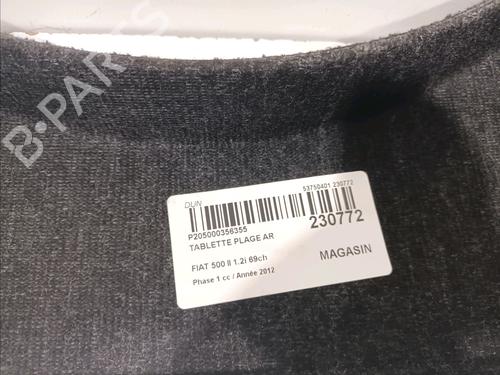 B-PARTS
DUN
53750401 230772
P205000356355
230772
TABLETTE PLAGE AR
FIAT 500 II 1.2i 69ch
MAGASIN
Phase 1 cc / Année 2012